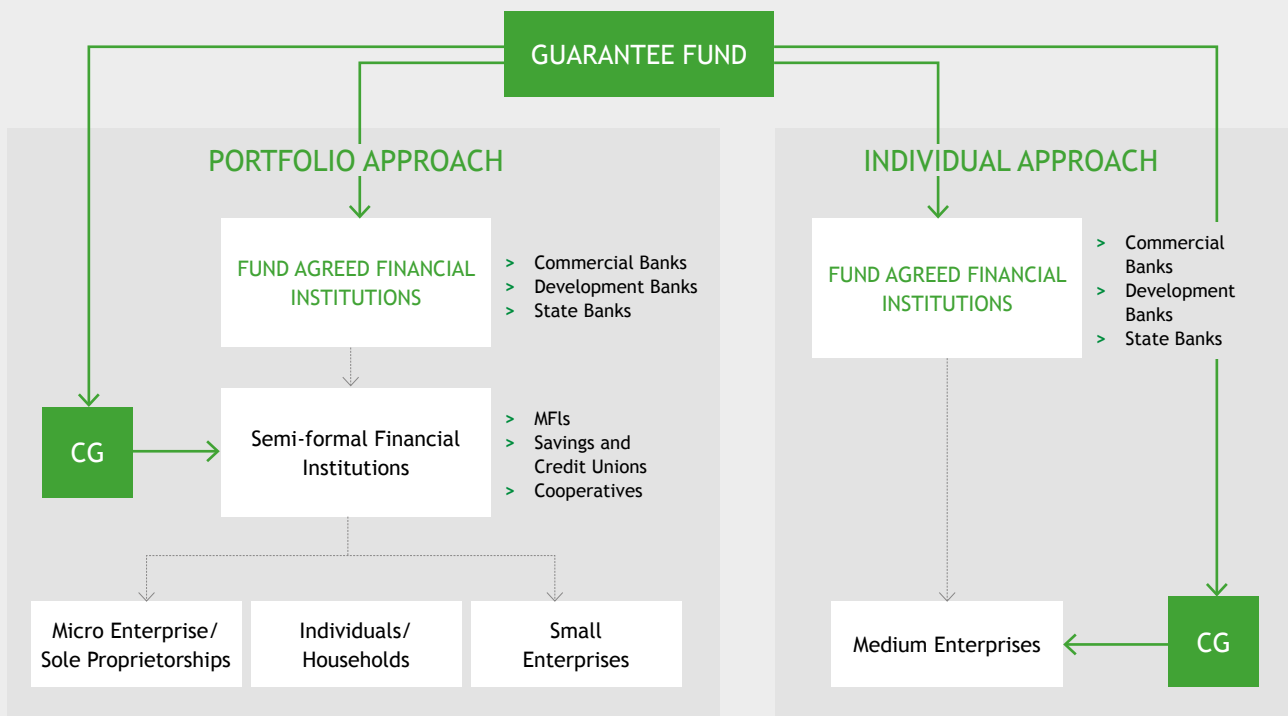 GUARANTEE FUND
PORTFOLIO APPROACH
FUND AGREED FINANCIAL
INSTITUTIONS
> Commercial Banks
> Development Banks
> State Banks
CG
Semi-formal Financial
Institutions
> MFIs
> Savings and
Credit Unions
> Cooperatives
Micro Enterprise/
Sole Proprietorships
Individuals/
Households
Small
Enterprises
INDIVIDUAL APPROACH
FUND AGREED FINANCIAL
INSTITUTIONS
> Commercial
Banks
> Development
Banks
> State Banks
Medium Enterprises
CG